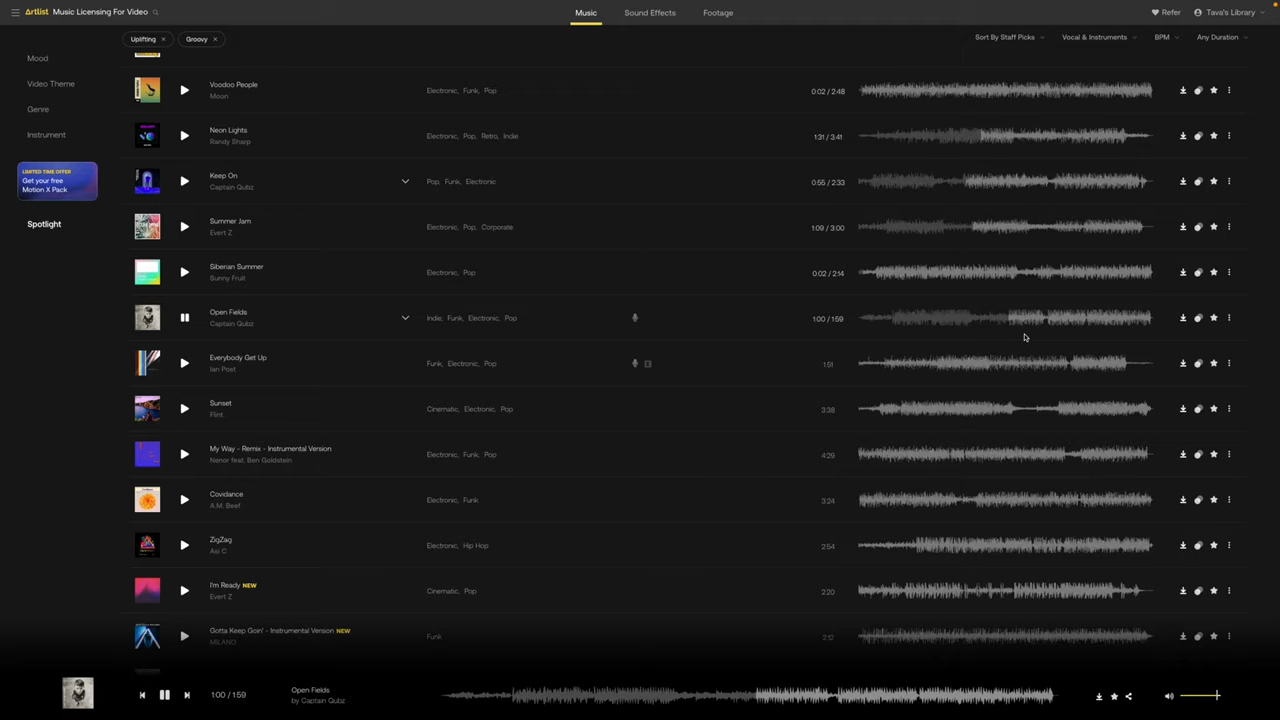 Artlist Music Licensing For Video
Music Sound Effects Footage
Refer Tava's Library
Uplifting × Groovy ×
Sort By Staff Picks Vocal & Instruments BPM Any Duration
Mood
Video Theme
Genre
Instrument
LIMITED TIME OFFER
Get your free
Motion X Pack
Spotlight
Voodoo People
Moon
Electronic, Funk, Pop
0:02 / 2:48
Neon Lights
Randy Sharp
Electronic, Pop, Retro, Indie
1:31 / 3:41
Keep On
Captain Qubz
Pop, Funk, Electronic
0:55 / 2:33
Summer Jam
Evert Z
Electronic, Pop, Corporate
1:09 / 3:00
Siberian Summer
Sunny Fruit
Electronic, Pop
0:02 / 2:14
Open Fields
Captain Qubz
Indie, Funk, Electronic, Pop
1:00 / 1:59
Everybody Get Up
Ian Post
Funk, Electronic, Pop
1:51
Sunset
Flint
Cinematic, Electronic, Pop
3:38
My Way - Remix - Instrumental Version
Nenor feat. Ben Goldstein
Electronic, Funk, Pop
4:29
Covidance
A.M. Beef
Electronic, Funk
3:24
ZigZag
Asi C
Electronic, Hip Hop
2:54
I'm Ready NEW
Evert Z
Cinematic, Pop
2:20
Gotta Keep Goin' - Instrumental Version NEW
MILANO
Funk
2:12
1:00 / 1:59
Open Fields
by Captain Qubz